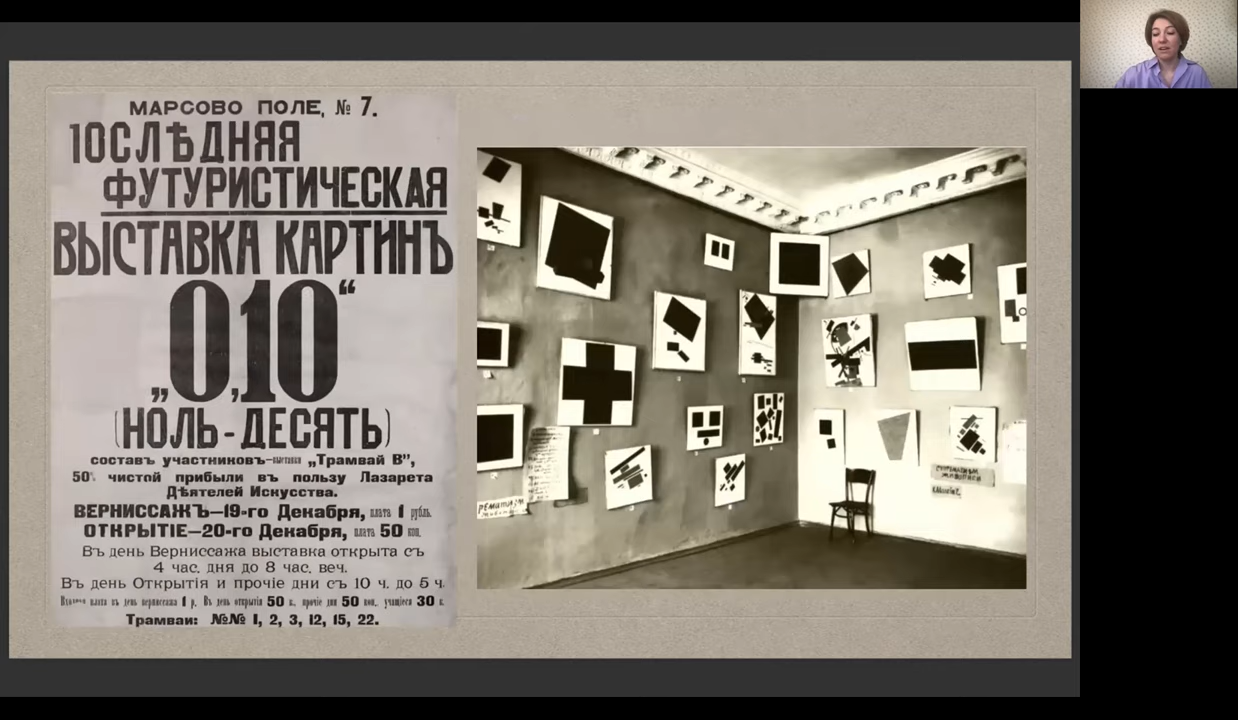 МАРСОВО ПОЛЕ, № 7.
ПОСЛѢДНЯЯ
ФУТУРИСТИЧЕСКАЯ
ВЫСТАВКА КАРТИНЪ
„0,10“
(НОЛЬ-ДЕСЯТЬ)
составъ участниковъ-выставки „Трамвай В“,
50% чистой прибыли въ пользу Лазарета
Дѣятелей Искусства.
ВЕРНИССАЖЪ—19-го Декабря, плата 1 рубль.
ОТКРЫТІЕ—20-го Декабря, плата 50 коп.
Въ день Верниссажа выставка открыта съ
4 час. дня до 8 час. веч.
Въ день Открытія и прочіе дни съ 10 ч. до 5 ч.
Входная плата въ день верниссажа 1 р. Въ день открытія 50 к., прочіе дни 50 коп., учащіеся 30 к.
Трамваи: №№ 1, 2, 3, 12, 15, 22.